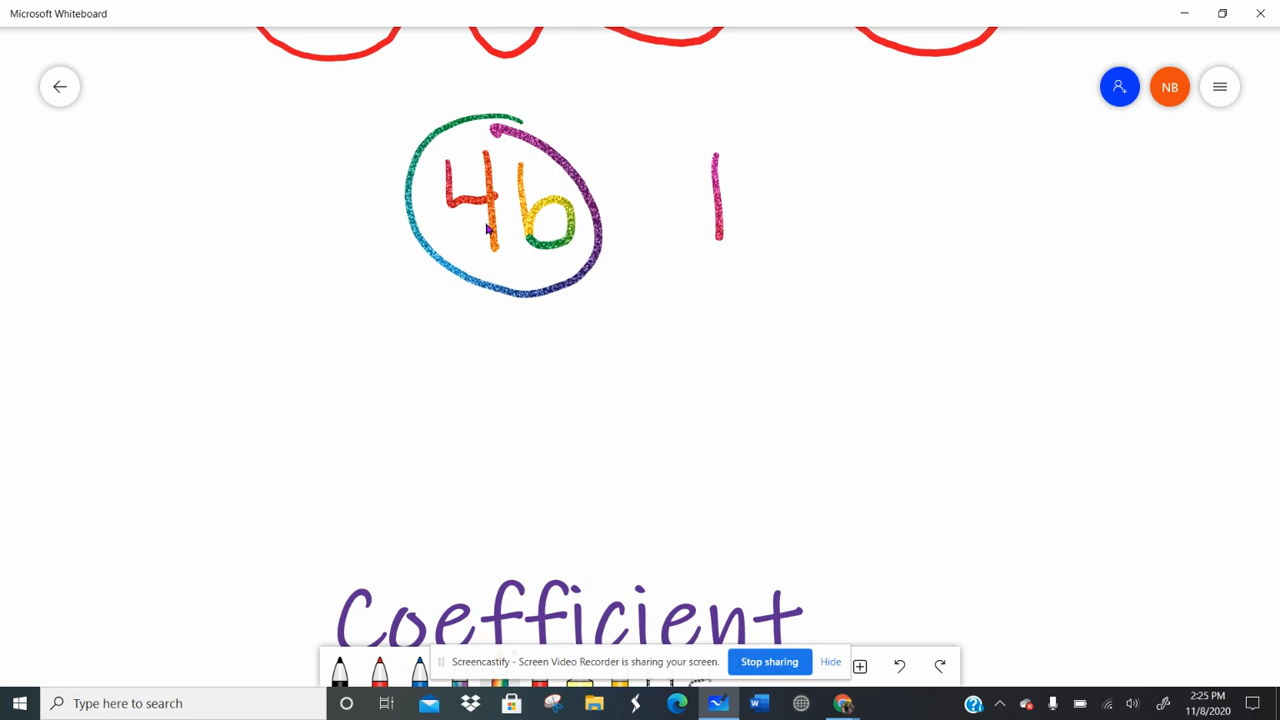 Microsoft Whiteboard
NB
4b 1
Coefficient
Screencastify - Screen Video Recorder is sharing your screen. Stop sharing Hide
Type here to search
2:25 PM
11/8/2020